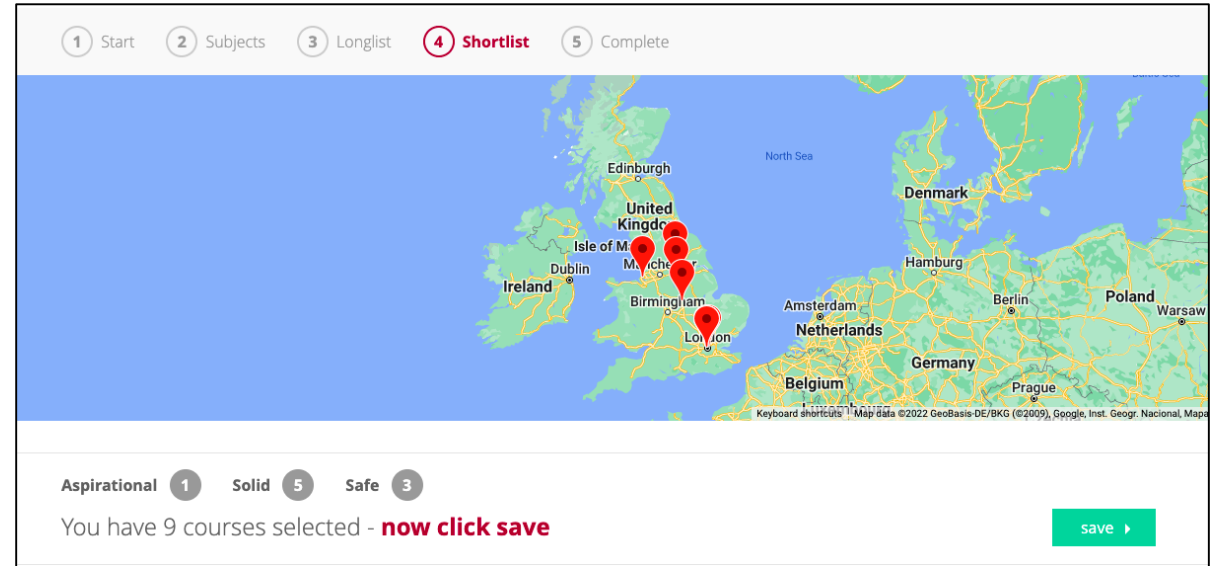 1 Start 2 Subjects 3 Longlist 4 Shortlist 5 Complete
North Sea
Edinburgh
Denmark
United
Isle of
Hamburg
Dublin
Ireland
Birmingham
Amsterdam
Berlin
Poland
Warsaw
Netherlands
Germany
Belgium
Prague
Keyboard shortcuts Map data ©2022 GeoBasis-DE/BKG (©2009), Google, Inst. Geogr. Nacional, Mapa
Aspirational 1 Solid 5 Safe 3
You have 9 courses selected - now click save
save